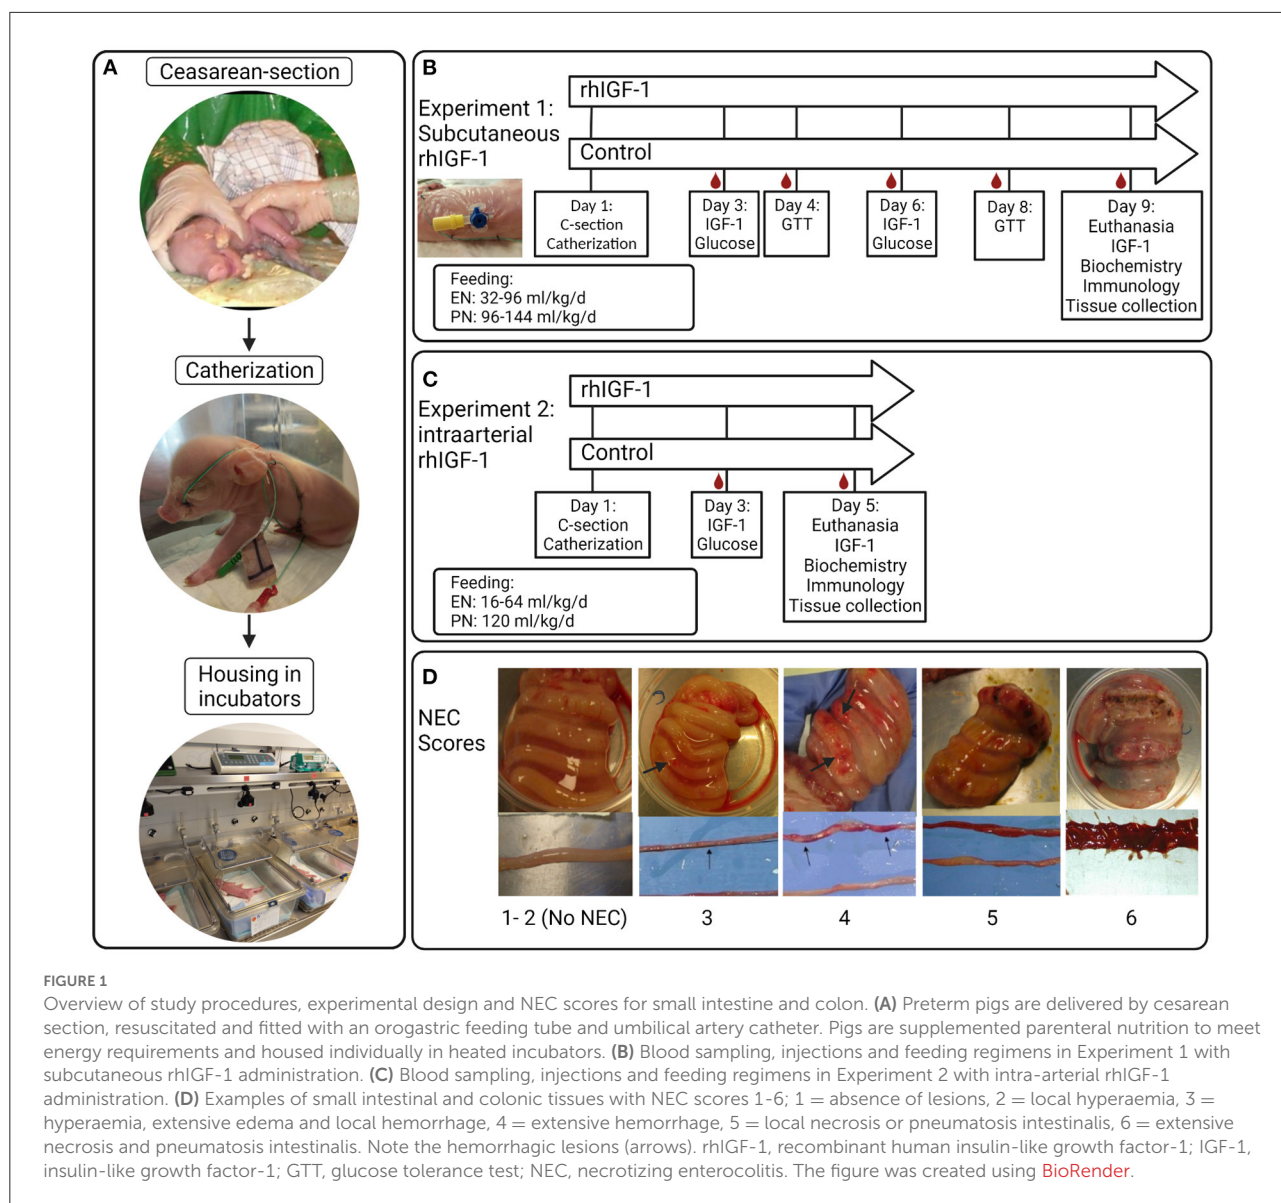 A
Ceasarean-section
Catherization
Housing in
incubators
B
Experiment 1:
Subcutaneous
rhIGF-1
rhIGF-1
Control
Day 1:
C-section
Catherization
Day 3:
IGF-1
Glucose
Day 4:
GTT
Day 6:
IGF-1
Glucose
Day 8:
GTT
Day 9:
Euthanasia
IGF-1
Biochemistry
Immunology
Tissue collection
Feeding:
EN: 32-96 ml/kg/d
PN: 96-144 ml/kg/d
C
Experiment 2:
intraarterial
rhIGF-1
rhIGF-1
Control
Day 1:
C-section
Catherization
Day 3:
IGF-1
Glucose
Day 5:
Euthanasia
IGF-1
Biochemistry
Immunology
Tissue collection
Feeding:
EN: 16-64 ml/kg/d
PN: 120 ml/kg/d
D
NEC
Scores
1- 2 (No NEC)
3
4
5
6
FIGURE 1
Overview of study procedures, experimental design and NEC scores for small intestine and colon. (A) Preterm pigs are delivered by cesarean
section, resuscitated and fitted with an orogastric feeding tube and umbilical artery catheter. Pigs are supplemented parenteral nutrition to meet
energy requirements and housed individually in heated incubators. (B) Blood sampling, injections and feeding regimens in Experiment 1 with
subcutaneous rhIGF-1 administration. (C) Blood sampling, injections and feeding regimens in Experiment 2 with intra-arterial rhIGF-1
administration. (D) Examples of small intestinal and colonic tissues with NEC scores 1-6; 1 = absence of lesions, 2 = local hyperaemia, 3 =
hyperaemia, extensive edema and local hemorrhage, 4 = extensive hemorrhage, 5 = local necrosis or pneumatosis intestinalis, 6 = extensive
necrosis and pneumatosis intestinalis. Note the hemorrhagic lesions (arrows). rhIGF-1, recombinant human insulin-like growth factor-1; IGF-1,
insulin-like growth factor-1; GTT, glucose tolerance test; NEC, necrotizing enterocolitis. The figure was created using BioRender.